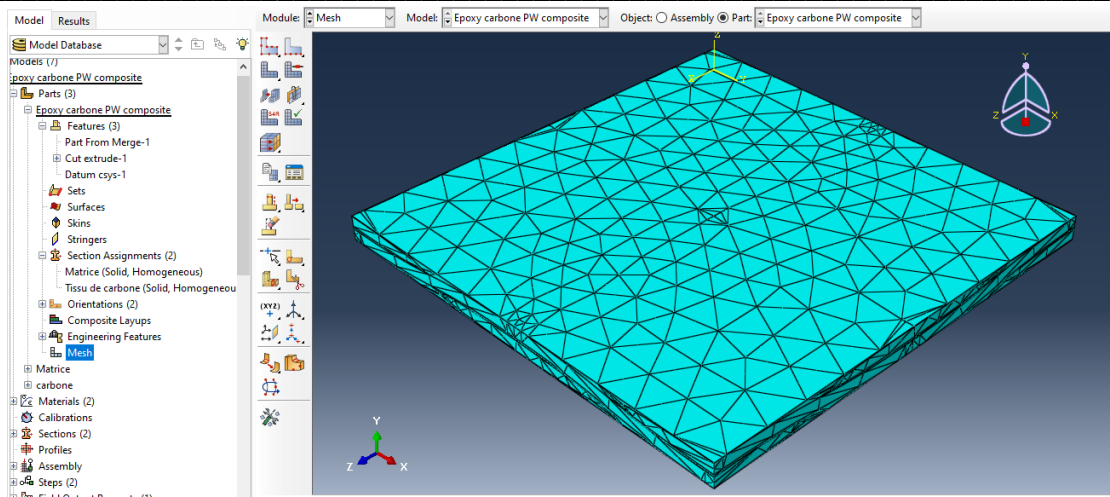 Model Results
Module: Mesh Model: Epoxy carbone PW composite Object: Assembly Part: Epoxy carbone PW composite
Model Database
Models (7)
poxy carbone PW composite
Parts (3)
Epoxy carbone PW composite
Features (3)
Part From Merge-1
Cut extrude-1
Datum csys-1
Sets
Surfaces
Skins
Stringers
Section Assignments (2)
Matrice (Solid, Homogeneous)
Tissu de carbone (Solid, Homogeneou
Orientations (2)
Composite Layups
Engineering Features
Mesh
Matrice
carbone
Materials (2)
Calibrations
Sections (2)
Profiles
Assembly
Steps (2)
S4R
(XYZ)
Z
Y
Z X
Y
Z X